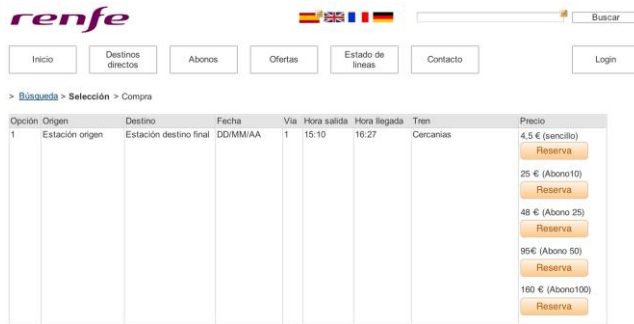 renfe
Buscar
Inicio
Destinos directos
Abonos
Ofertas
Estado de lineas
Contacto
Login
> Búsqueda > Selección > Compra
Opción Origen Destino Fecha Via Hora salida Hora llegada Tren Precio
1 Estación origen Estación destino final DD/MM/AA 1 15:10 16:27 Cercanias 4,5 € (sencillo)
Reserva
25 € (Abono10)
Reserva
48 € (Abono 25)
Reserva
95€ (Abono 50)
Reserva
160 € (Abono100)
Reserva